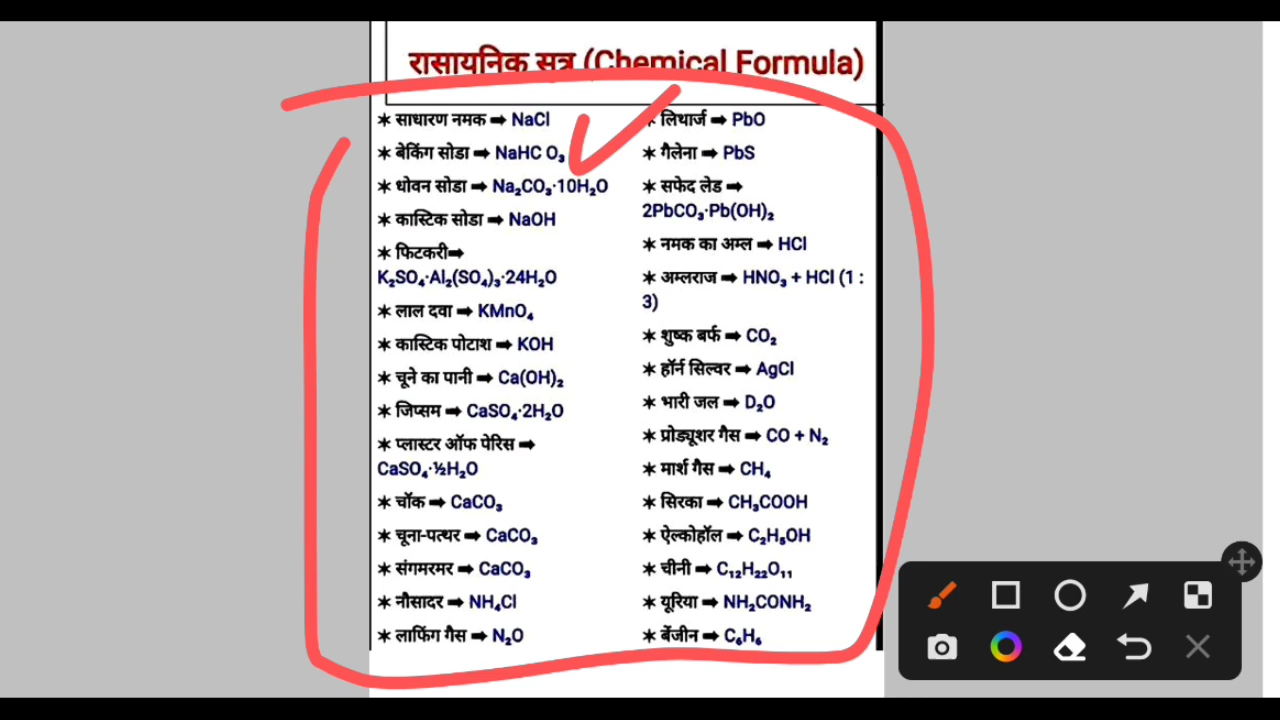 रासायनिक सूत्र (Chemical Formula)
✶ साधारण नमक ➡ NaCl
✶ बेकिंग सोडा ➡ NaHC O₃
✶ धोवन सोडा ➡ Na₂CO₃·10H₂O
✶ कास्टिक सोडा ➡ NaOH
✶ फिटकरी➡
K₂SO₄·Al₂(SO₄)₃·24H₂O
✶ लाल दवा ➡ KMnO₄
✶ कास्टिक पोटाश ➡ KOH
✶ चूने का पानी ➡ Ca(OH)₂
✶ जिप्सम ➡ CaSO₄·2H₂O
✶ प्लास्टर ऑफ पेरिस ➡
CaSO₄·½H₂O
✶ चॉक ➡ CaCO₃
✶ चूना-पत्थर ➡ CaCO₃
✶ संगमरमर ➡ CaCO₃
✶ नौसादर ➡ NH₄Cl
✶ लाफिंग गैस ➡ N₂O
✶ लिथार्ज ➡ PbO
✶ गैलेना ➡ PbS
✶ सफेद लेड ➡
2PbCO₃·Pb(OH)₂
✶ नमक का अम्ल ➡ HCl
✶ अम्लराज ➡ HNO₃ + HCl (1 :
3)
✶ शुष्क बर्फ ➡ CO₂
✶ हॉर्न सिल्वर ➡ AgCl
✶ भारी जल ➡ D₂O
✶ प्रोड्यूशर गैस ➡ CO + N₂
✶ मार्श गैस ➡ CH₄
✶ सिरका ➡ CH₃COOH
✶ ऐल्कोहॉल ➡ C₂H₅OH
✶ चीनी ➡ C₁₂H₂₂O₁₁
✶ यूरिया ➡ NH₂CONH₂
✶ बेंजीन ➡ C₆H₆